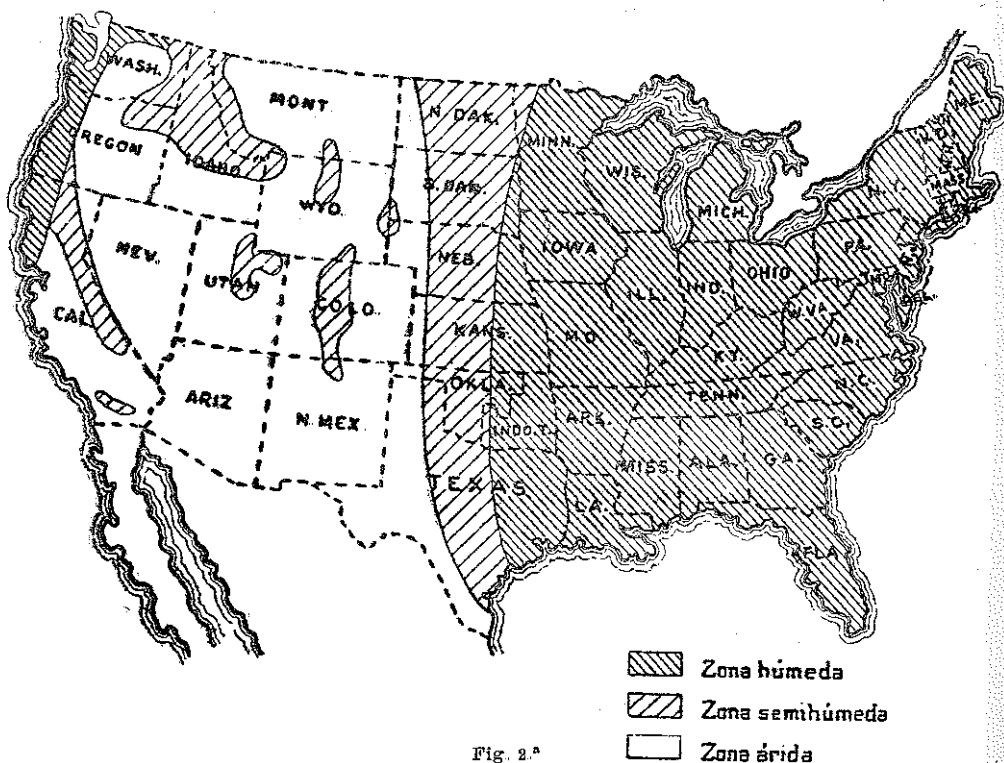 WASH.
MONT.
N. DAK.
MINN.
ME.
OREGON
IDAHO
S. DAK.
WIS.
MICH.
N.Y.
MASS.
WYO.
NEV.
UTAH
NEB.
IOWA
PA.
CAL.
COLO.
KANS.
ILL.
IND.
OHIO
W.VA.
VA.
DEL.
MO.
KY.
ARIZ
N. MEX.
OKLA.
IND. T.
ARK.
TENN.
N.C.
S.C.
TEXAS
LA.
MISS.
ALA.
GA.
FLA
Zona húmeda
Zona semihúmeda
Zona árida
Fig. 2.ª